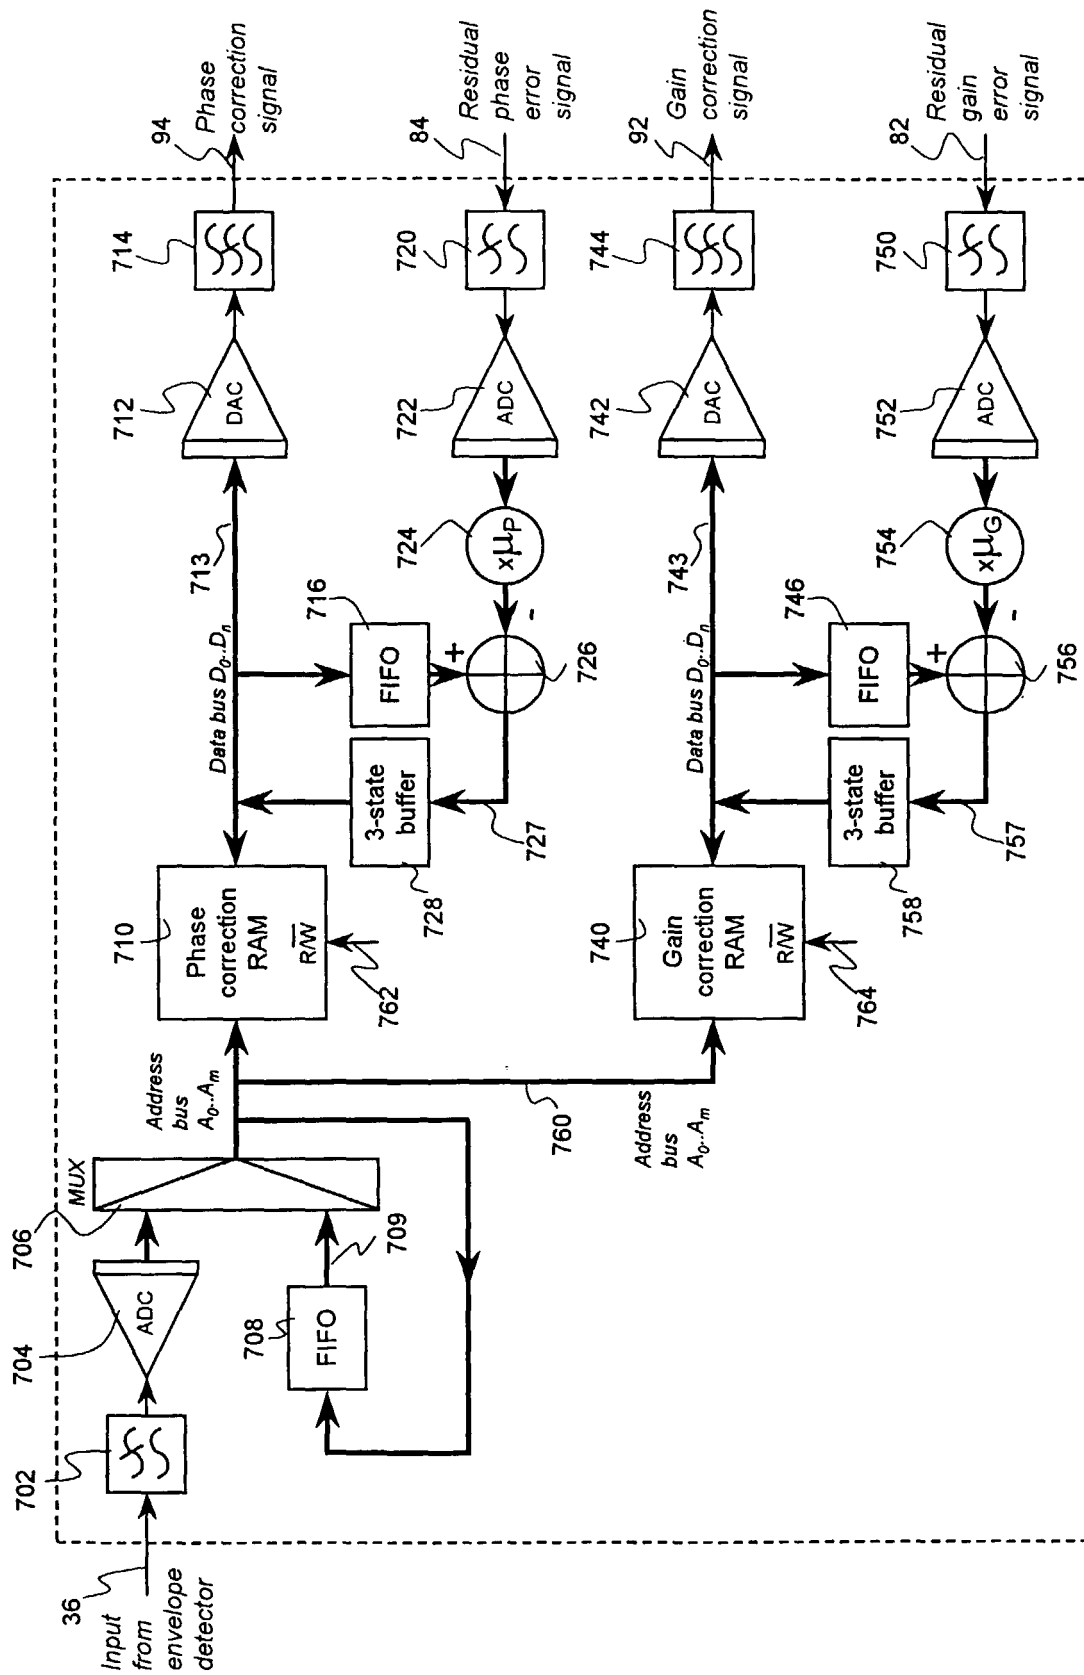 36
Input
from
envelope
detector
702
704
ADC
706
MUX
708
FIFO
709
Address
bus
A0..Am
760
Address
bus
A0..Am
710
Phase
correction
RAM
R/W
762
740
Gain
correction
RAM
R/W
764
Data bus D0..Dn
713
3-state
buffer
728
727
716
FIFO
+
-
726
724
xμP
722
ADC
720
712
DAC
714
94
Phase
correction
signal
84
Residual
phase
error
signal
Data bus D0..Dn
743
3-state
buffer
758
757
746
FIFO
+
-
756
754
xμG
752
ADC
750
742
DAC
744
92
Gain
correction
signal
82
Residual
gain
error
signal